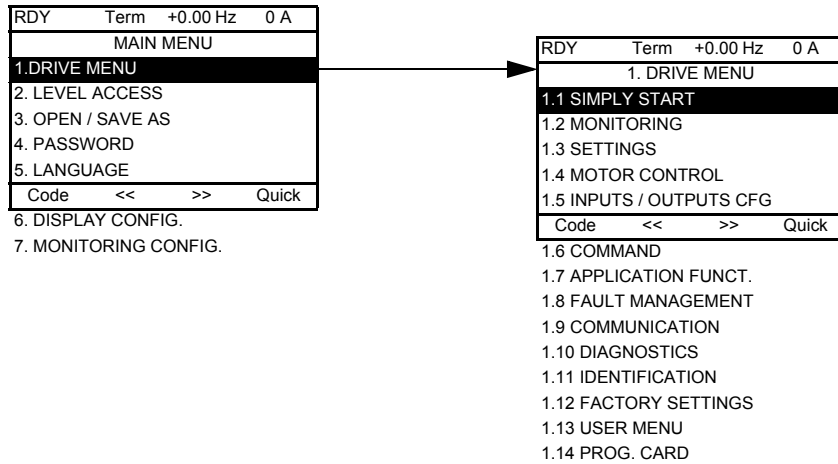 RDY Term +0.00 Hz 0 A
MAIN MENU
1.DRIVE MENU
2. LEVEL ACCESS
3. OPEN / SAVE AS
4. PASSWORD
5. LANGUAGE
Code << >> Quick
6. DISPLAY CONFIG.
7. MONITORING CONFIG.
RDY Term +0.00 Hz 0 A
1. DRIVE MENU
1.1 SIMPLY START
1.2 MONITORING
1.3 SETTINGS
1.4 MOTOR CONTROL
1.5 INPUTS / OUTPUTS CFG
Code << >> Quick
1.6 COMMAND
1.7 APPLICATION FUNCT.
1.8 FAULT MANAGEMENT
1.9 COMMUNICATION
1.10 DIAGNOSTICS
1.11 IDENTIFICATION
1.12 FACTORY SETTINGS
1.13 USER MENU
1.14 PROG. CARD